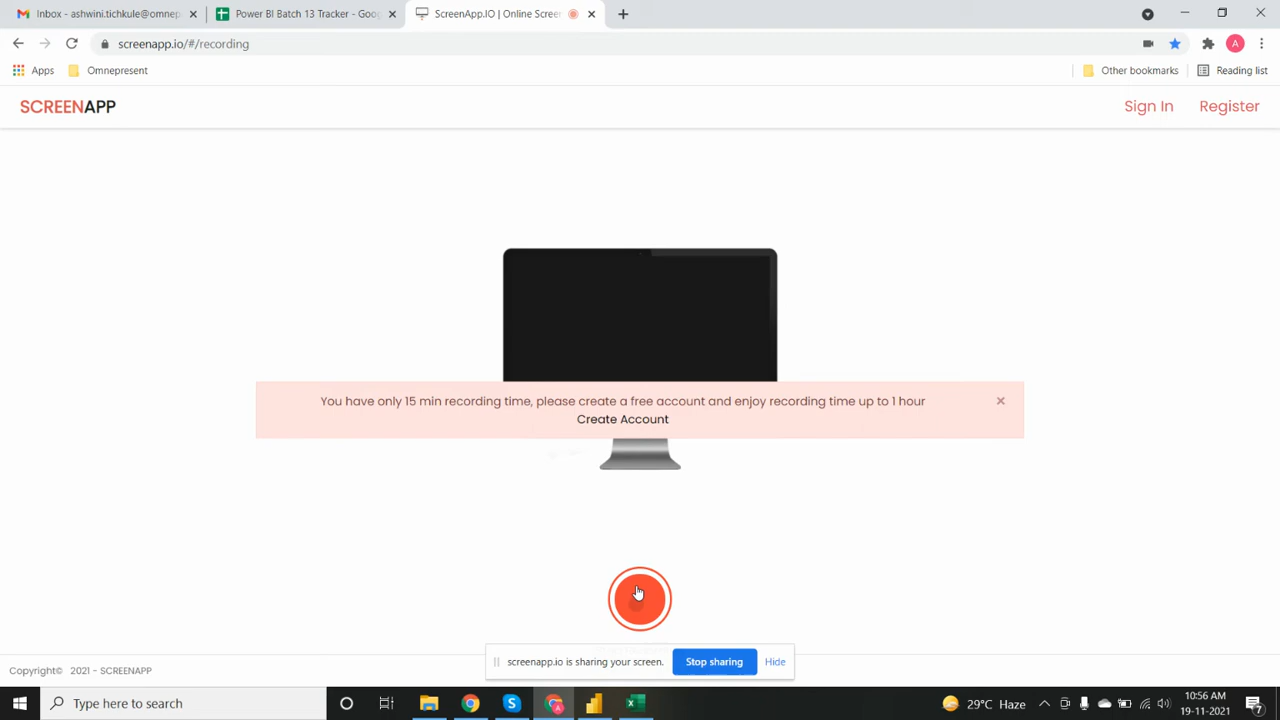 Inbox - ashwini.tichkule@omnep
Power BI Batch 13 Tracker - Goog
ScreenApp.IO | Online Scree
screenapp.io/#/recording
A
Apps
Omnepresent
Other bookmarks
Reading list
SCREENAPP
Sign In
Register
You have only 15 min recording time, please create a free account and enjoy recording time up to 1 hour
Create Account
screenapp.io is sharing your screen.
Stop sharing
Hide
Copyright© 2021 - SCREENAPP
Type here to search
29°C Haze
10:56 AM
19-11-2021
7